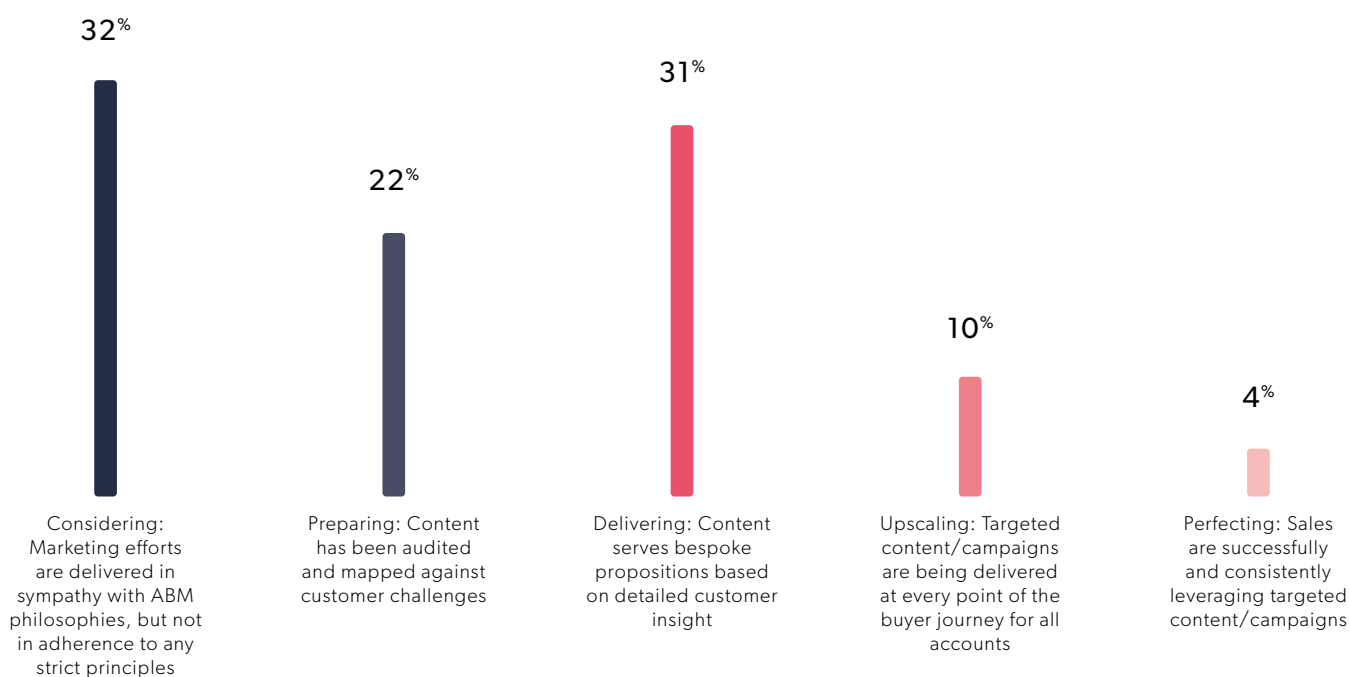 32%
22%
31%
10%
4%
Considering:
Marketing efforts
are delivered in
sympathy with ABM
philosophies, but not
in adherence to any
strict principles
Preparing: Content
has been audited
and mapped against
customer challenges
Delivering: Content
serves bespoke
propositions based
on detailed customer
insight
Upscaling: Targeted
content/campaigns
are being delivered
at every point of the
buyer journey for all
accounts
Perfecting: Sales
are successfully
and consistently
leveraging targeted
content/campaigns